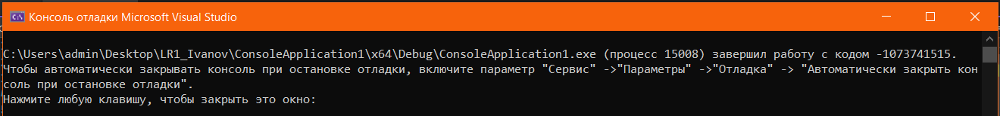 Консоль отладки Microsoft Visual Studio
C:\Users\admin\Desktop\LR1_Ivanov\ConsoleApplication1\x64\Debug\ConsoleApplication1.exe (процесс 15008) завершил работу с кодом -1073741515.
Чтобы автоматически закрывать консоль при остановке отладки, включите параметр "Сервис" ->"Параметры" ->"Отладка" -> "Автоматически закрыть кон
соль при остановке отладки".
Нажмите любую клавишу, чтобы закрыть это окно: